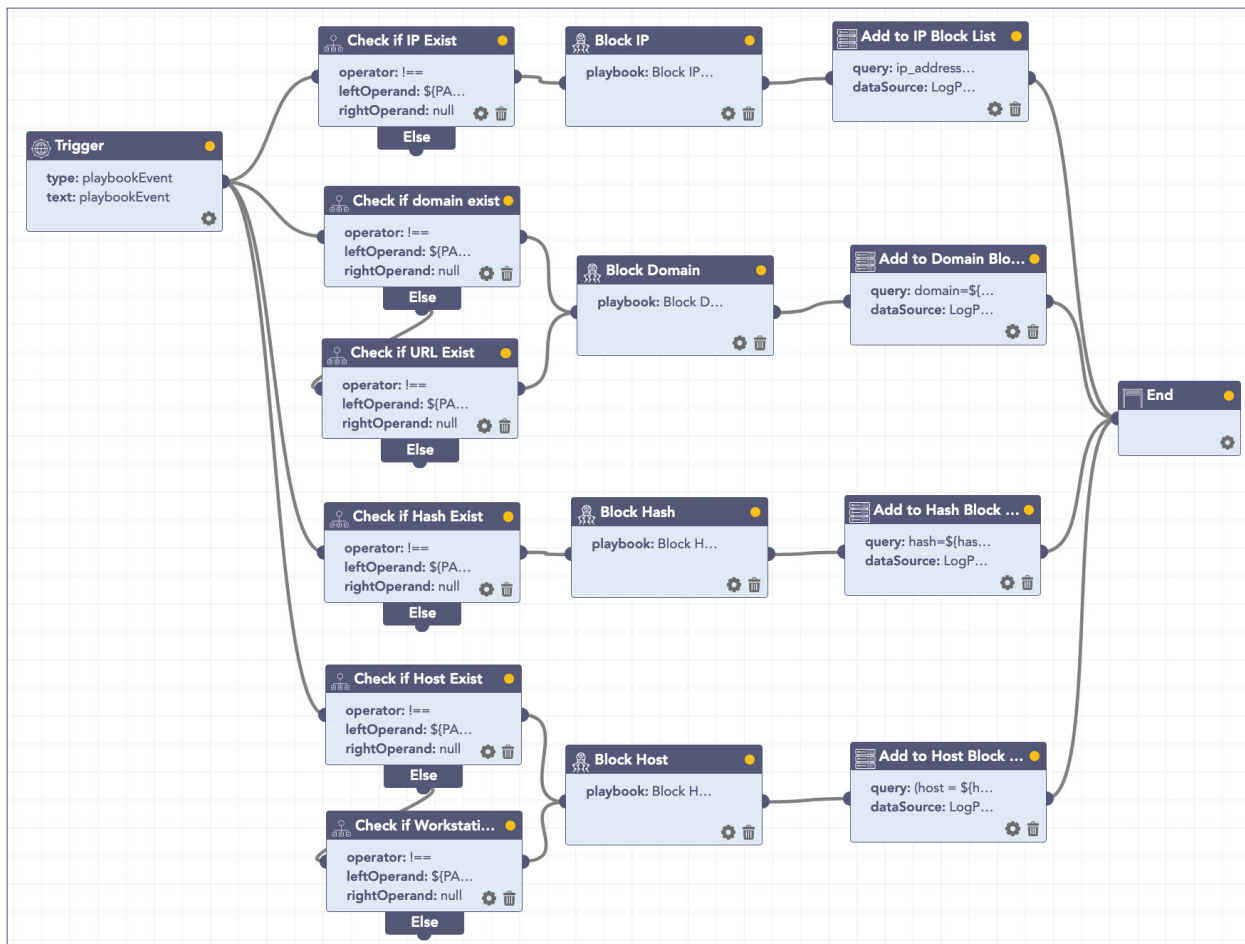 Check if IP Exist
operator: !==
leftOperand: ${PA...
rightOperand: null
Else
Block IP
playbook: Block IP...
Add to IP Block List
query: ip_address...
dataSource: LogP...
Trigger
type: playbookEvent
text: playbookEvent
Check if domain exist
operator: !==
leftOperand: ${PA...
rightOperand: null
Else
Block Domain
playbook: Block D...
Add to Domain Blo...
query: domain=${...
dataSource: LogP...
Check if URL Exist
operator: !==
leftOperand: ${PA...
rightOperand: null
Else
End
Check if Hash Exist
operator: !==
leftOperand: ${PA...
rightOperand: null
Else
Block Hash
playbook: Block H...
Add to Hash Block ...
query: hash=${has...
dataSource: LogP...
Check if Host Exist
operator: !==
leftOperand: ${PA...
rightOperand: null
Else
Block Host
playbook: Block H...
Add to Host Block ...
query: (host = ${h...
dataSource: LogP...
Check if Workstati...
operator: !==
leftOperand: ${PA...
rightOperand: null
Else